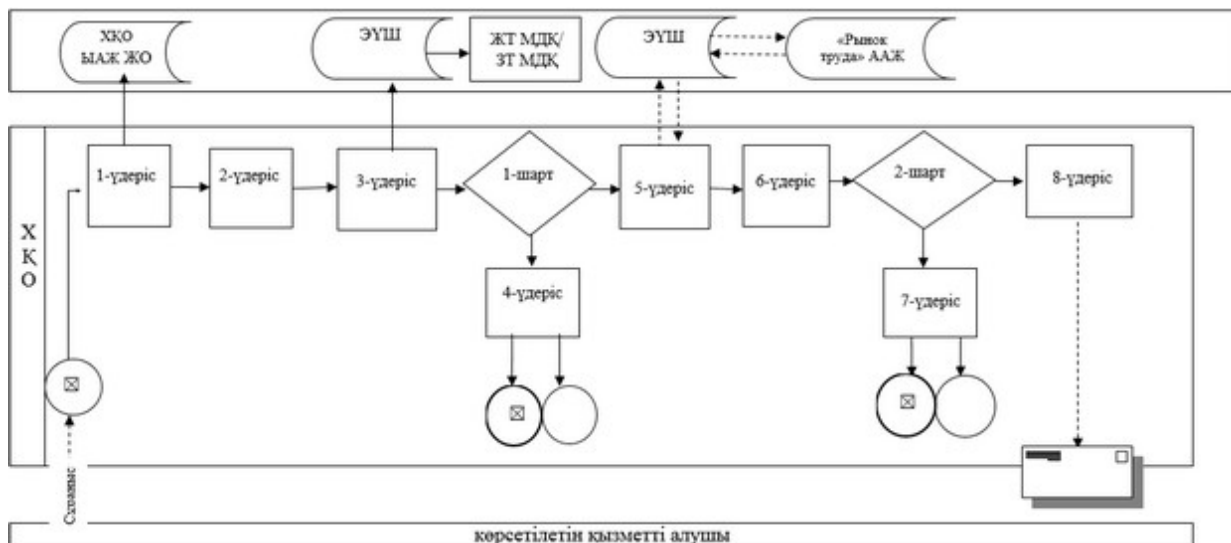 ХҚО
ЫАЖ ЖО
ЭҮШ
ЖТ МДҚ/
ЗТ МДҚ
ЭҮШ
«Рынок
труда» ААЖ
1-үдеріс
2-үдеріс
3-үдеріс
1-шарт
5-үдеріс
6-үдеріс
2-шарт
8-үдеріс
Х
Қ
О
4-үдеріс
7-үдеріс
Сұраныс
көрсетілетін қызметті алушы